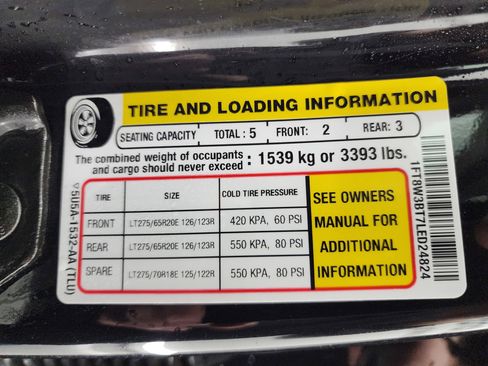 TIRE AND LOADING INFORMATION
SEATING CAPACITY TOTAL : 5 FRONT: 2 REAR: 3
The combined weight of occupants and cargo should never exceed : 1539 kg or 3393 lbs.
TIRE SIZE COLD TIRE PRESSURE
FRONT LT275/65R20E 126/123R 420 KPA, 60 PSI
REAR LT275/65R20E 126/123R 550 KPA, 80 PSI
SPARE LT275/70R18E 125/122R 550 KPA, 80 PSI
SEE OWNERS
MANUAL FOR
ADDITIONAL
INFORMATION
5U5A-1532-AA (TLU)
1FT8W3BT7LED24824